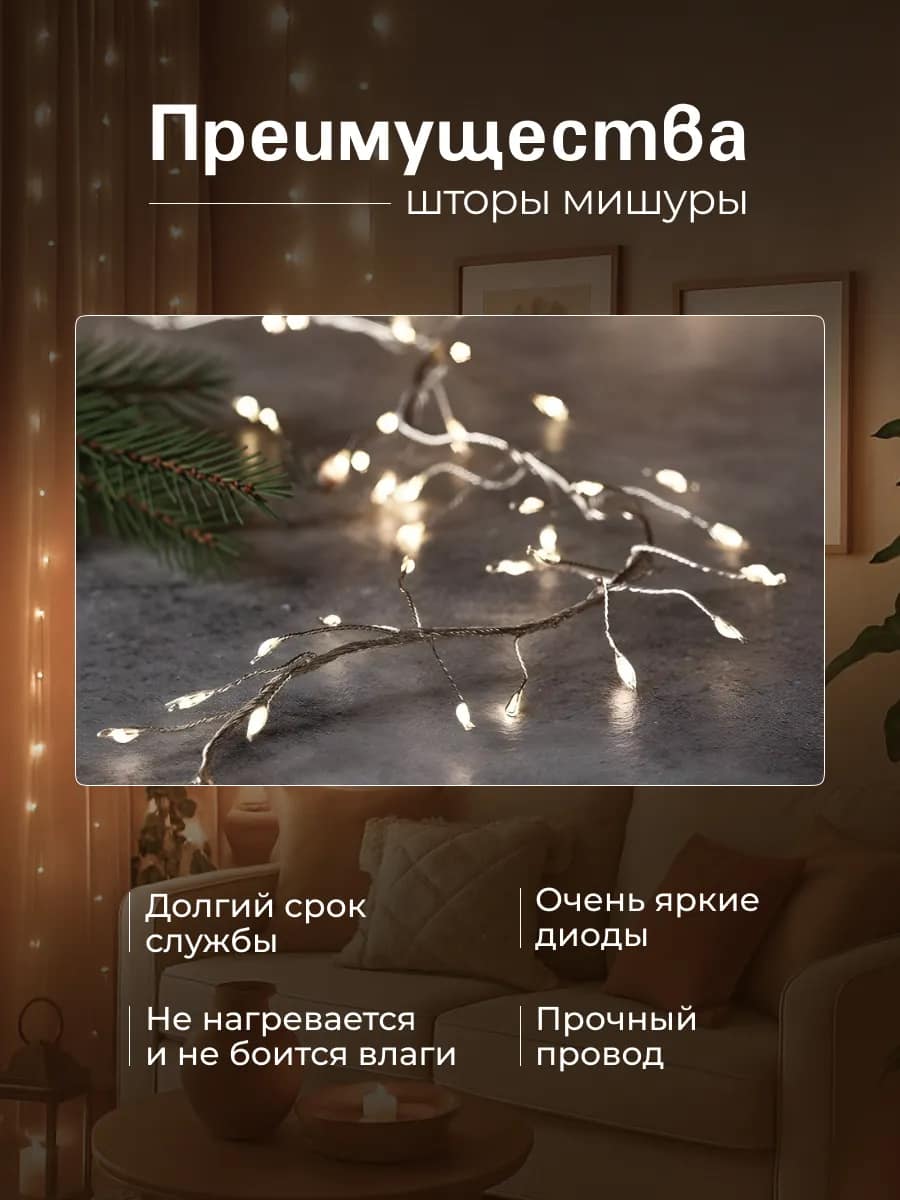 Преимущества
шторы мишуры
Долгий срок
службы
Очень яркие
диоды
Не нагревается
и не боится влаги
Прочный
провод